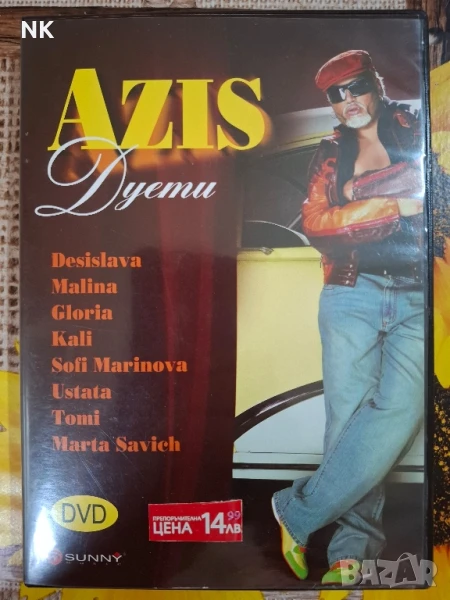 NK
AZIS
Дуети
Desislava
Malina
Gloria
Kali
Sofi Marinova
Ustata
Tomi
Marta Savich
DVD
ПРЕПОРЪЧИТЕЛНА
ЦЕНА 14 99 ЛВ.
SUNNY
BAZAR